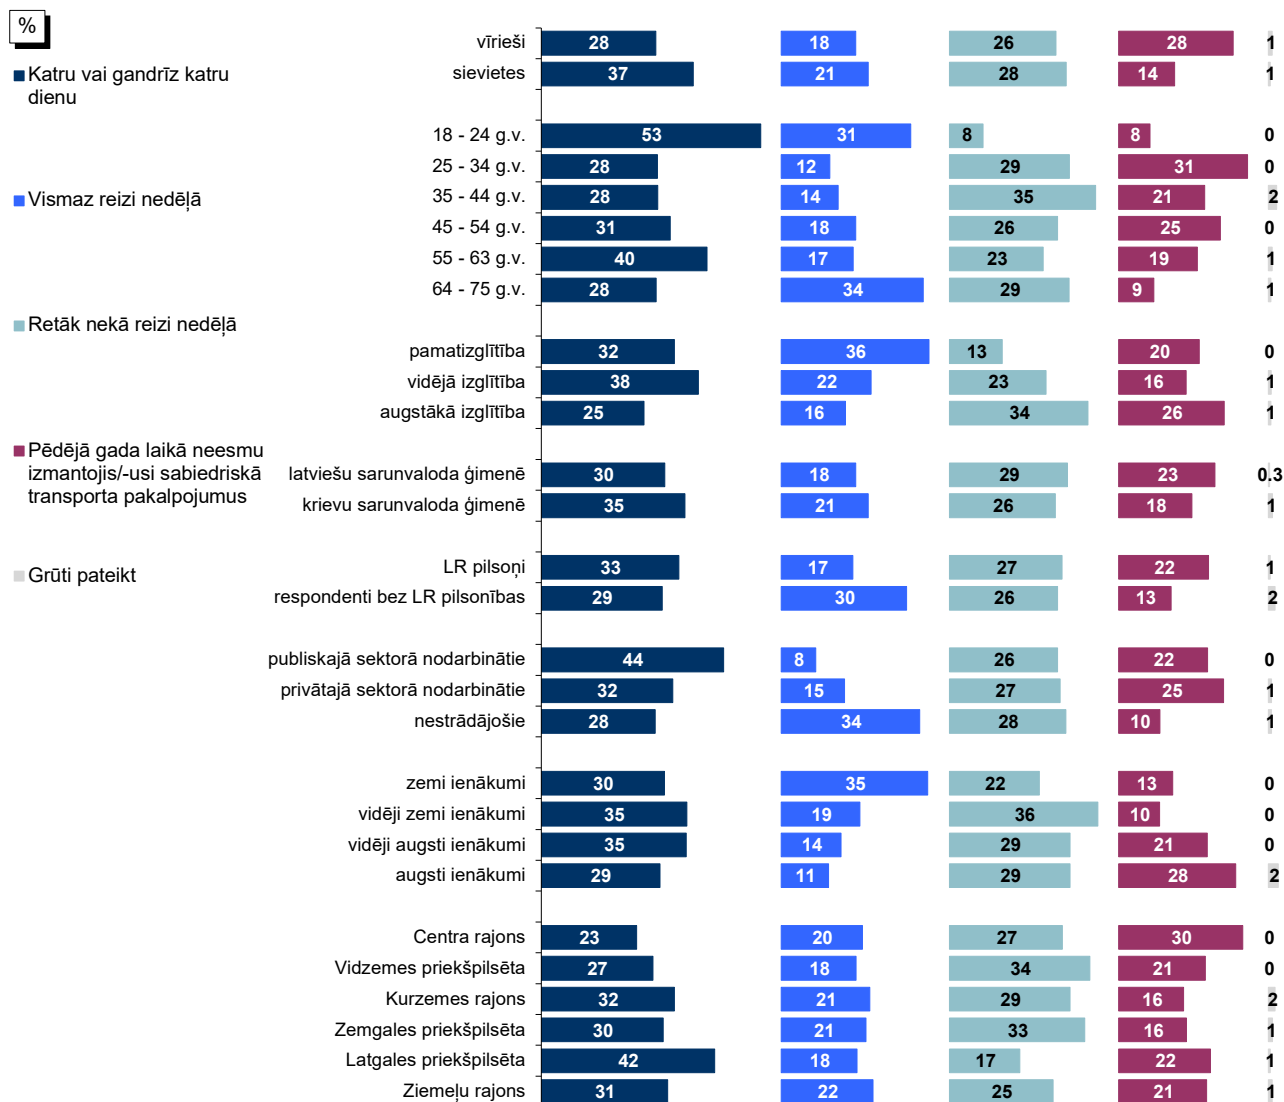 %
Katru vai gandrīz katru
dienu
Vismaz reizi nedēļā
Retāk nekā reizi nedēļā
Pēdējā gada laikā neesmu
izmantojis/-usi sabiedriskā
transporta pakalpojumus
Grūti pateikt
vīrieši 28 18 26 28 1
sievietes 37 21 28 14 1
18 - 24 g.v. 53 31 8 8 0
25 - 34 g.v. 28 12 29 31 0
35 - 44 g.v. 28 14 35 21 2
45 - 54 g.v. 31 18 26 25 0
55 - 63 g.v. 40 17 23 19 1
64 - 75 g.v. 28 34 29 9 1
pamatizglītība 32 36 13 20 0
vidējā izglītība 38 22 23 16 1
augstākā izglītība 25 16 34 26 1
latviešu sarunvaloda ģimenē 30 18 29 23 0.3
krievu sarunvaloda ģimenē 35 21 26 18 1
LR pilsoņi 33 17 27 22 1
respondenti bez LR pilsonības 29 30 26 13 2
publiskajā sektorā nodarbinātie 44 8 26 22 0
privātajā sektorā nodarbinātie 32 15 27 25 1
nestrādājošie 28 34 28 10 1
zemi ienākumi 30 35 22 13 0
vidēji zemi ienākumi 35 19 36 10 0
vidēji augsti ienākumi 35 14 29 21 0
augsti ienākumi 29 11 29 28 2
Centra rajons 23 20 27 30 0
Vidzemes priekšpilsēta 27 18 34 21 0
Kurzemes rajons 32 21 29 16 2
Zemgales priekšpilsēta 30 21 33 16 1
Latgales priekšpilsēta 42 18 17 22 1
Ziemeļu rajons 31 22 25 21 1